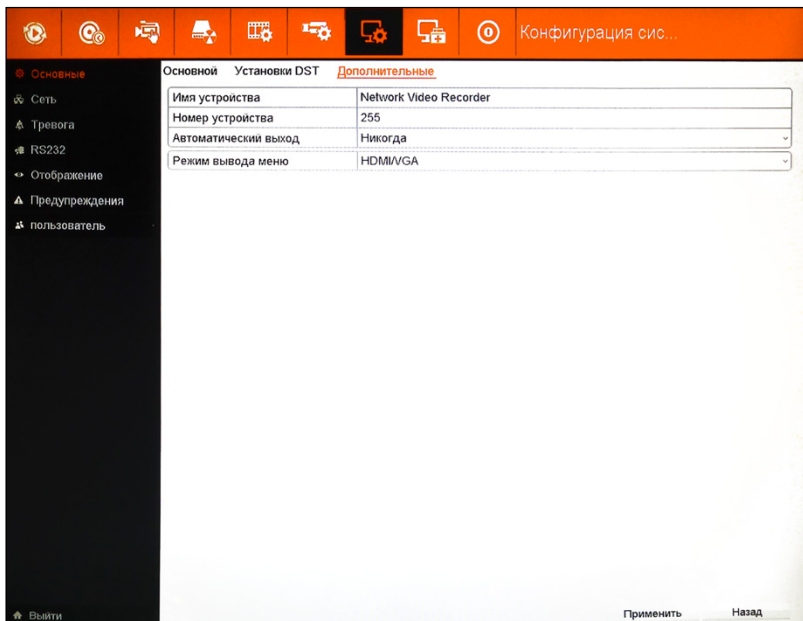 Конфигурация сис...
Основные
Сеть
Тревога
RS232
Отображение
Предупреждения
пользователь
Выйти
Основной Установки DST Дополнительные
Имя устройства Network Video Recorder
Номер устройства 255
Автоматический выход Никогда
Режим вывода меню HDMI/VGA
Применить Назад